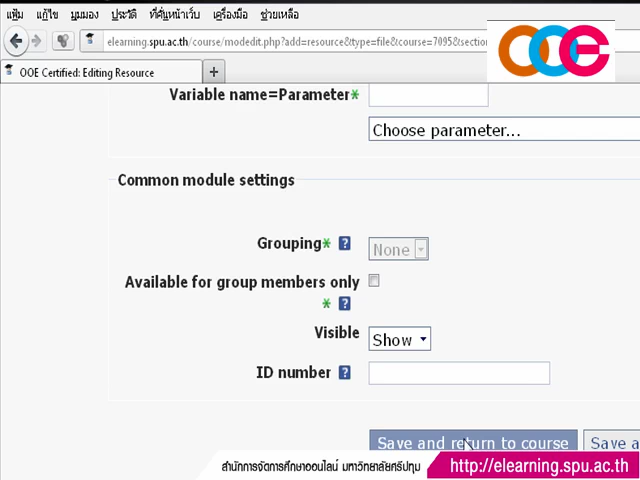 แฟ้ม แก้ไข มุมมอง ประวัติ ที่คั่นหน้าเว็บ เครื่องมือ ช่วยเหลือ
elearning.spu.ac.th/course/modedit.php?add=resource&type=file&course=7095&section
OOE
OOE Certified: Editing Resource
Variable name=Parameter*
Choose parameter...
Common module settings
Grouping* ? None
Available for group members only
* ?
Visible Show
ID number ?
Save and return to course Save a
สำนักการจัดการศึกษาออนไลน์ มหาวิทยาลัยศรีปทุม http://elearning.spu.ac.th